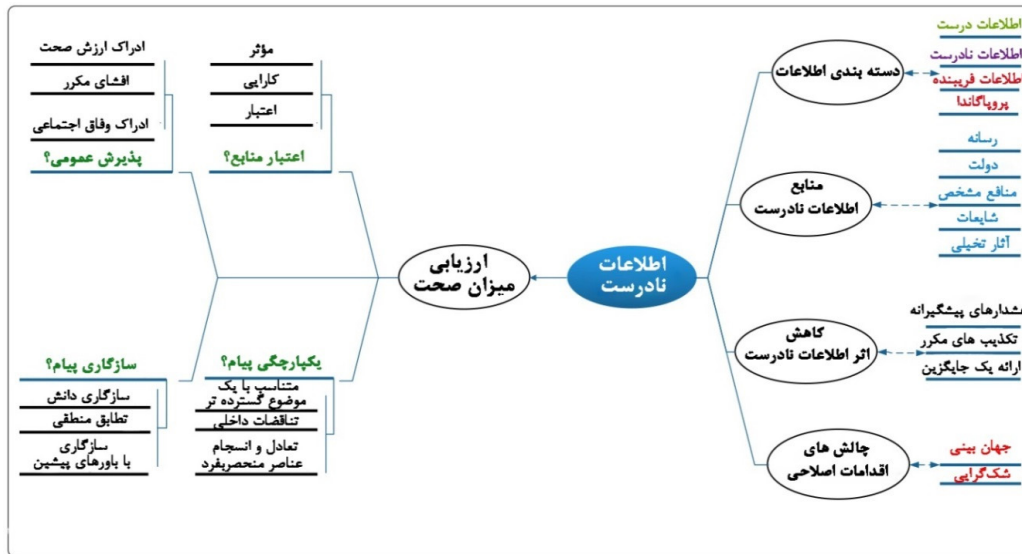 اطلاعات درست
اطلاعات نادرست
اطلاعات فریبنده
پروپاگاندا
دسته بندی اطلاعات
رسانه
دولت
منافع مشخص
شایعات
آثار تخیلی
منابع
اطلاعات نادرست
هشدارهای پیشگیرانه
تکذیب های مکرر
ارائه یک جایگزین
کاهش
اثر اطلاعات نادرست
جهان بینی
شک‌گرایی
چالش های
اقدامات اصلاحی
اطلاعات
نادرست
ارزیابی
میزان صحت
مؤثر
کارایی
اعتبار
اعتبار منابع؟
ادراک ارزش صحت
افشای مکرر
ادراک وفاق اجتماعی
پذیرش عمومی؟
یکپارچگی پیام؟
متناسب با یک
موضوع گسترده تر
تناقضات داخلی
تعادل و انسجام
عناصر منحصربفرد
سازگاری پیام؟
سازگاری دانش
تطابق منطقی
سازگاری
با باورهای پیشین